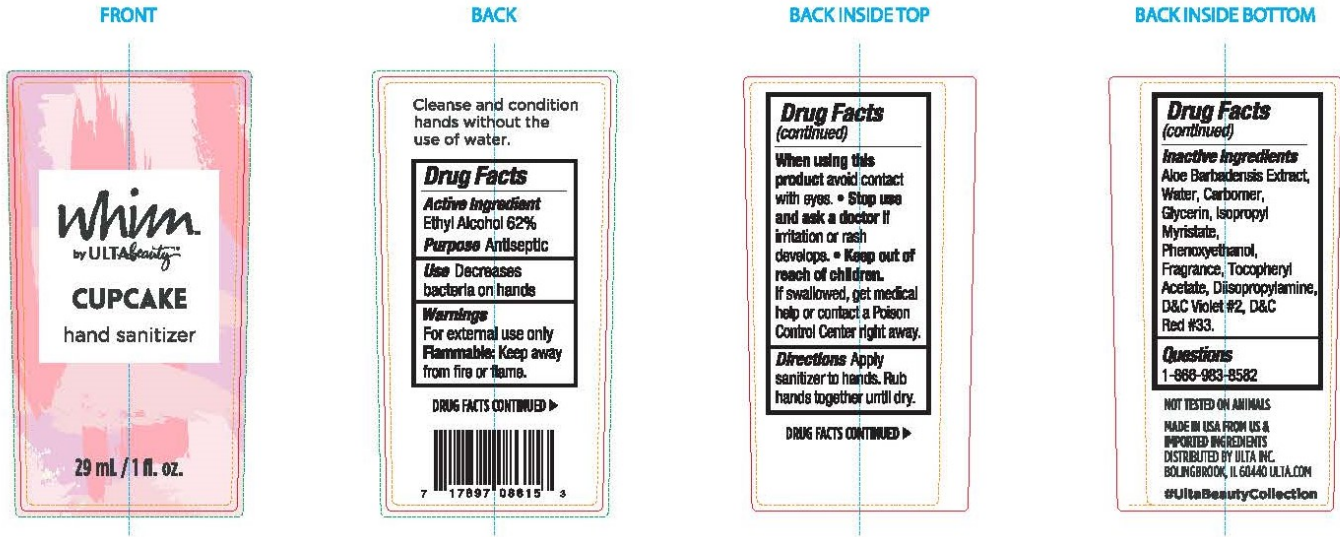 FRONT
Whim
by ULTA beauty™
CUPCAKE
hand sanitizer
29 mL / 1 fl. oz.
BACK
Cleanse and condition
hands without the
use of water.
Drug Facts
Active Ingredient
Ethyl Alcohol 62%
Purpose Antiseptic
Use Decreases
bacteria on hands
Warnings
For external use only
Flammable: Keep away
from fire or flame.
DRUG FACTS CONTINUED ▶
7 17897 08615 3
BACK INSIDE TOP
Drug Facts
(continued)
When using this
product avoid contact
with eyes. • Stop use
and ask a doctor if
irritation or rash
develops. • Keep out of
reach of children.
If swallowed, get medical
help or contact a Poison
Control Center right away.
Directions Apply
sanitizer to hands. Rub
hands together until dry.
DRUG FACTS CONTINUED ▶
BACK INSIDE BOTTOM
Drug Facts
(continued)
Inactive Ingredients
Aloe Barbadensis Extract,
Water, Carbomer,
Glycerin, Isopropyl
Myristate,
Phenoxyethanol,
Fragrance, Tocopheryl
Acetate, Diisopropylamine,
D&C Violet #2, D&C
Red #33.
Questions
1-866-983-8582
NOT TESTED ON ANIMALS
MADE IN USA FROM US &
IMPORTED INGREDIENTS
DISTRIBUTED BY ULTA INC.
BOLINGBROOK, IL 60440 ULTA.COM
#UltaBeautyCollection